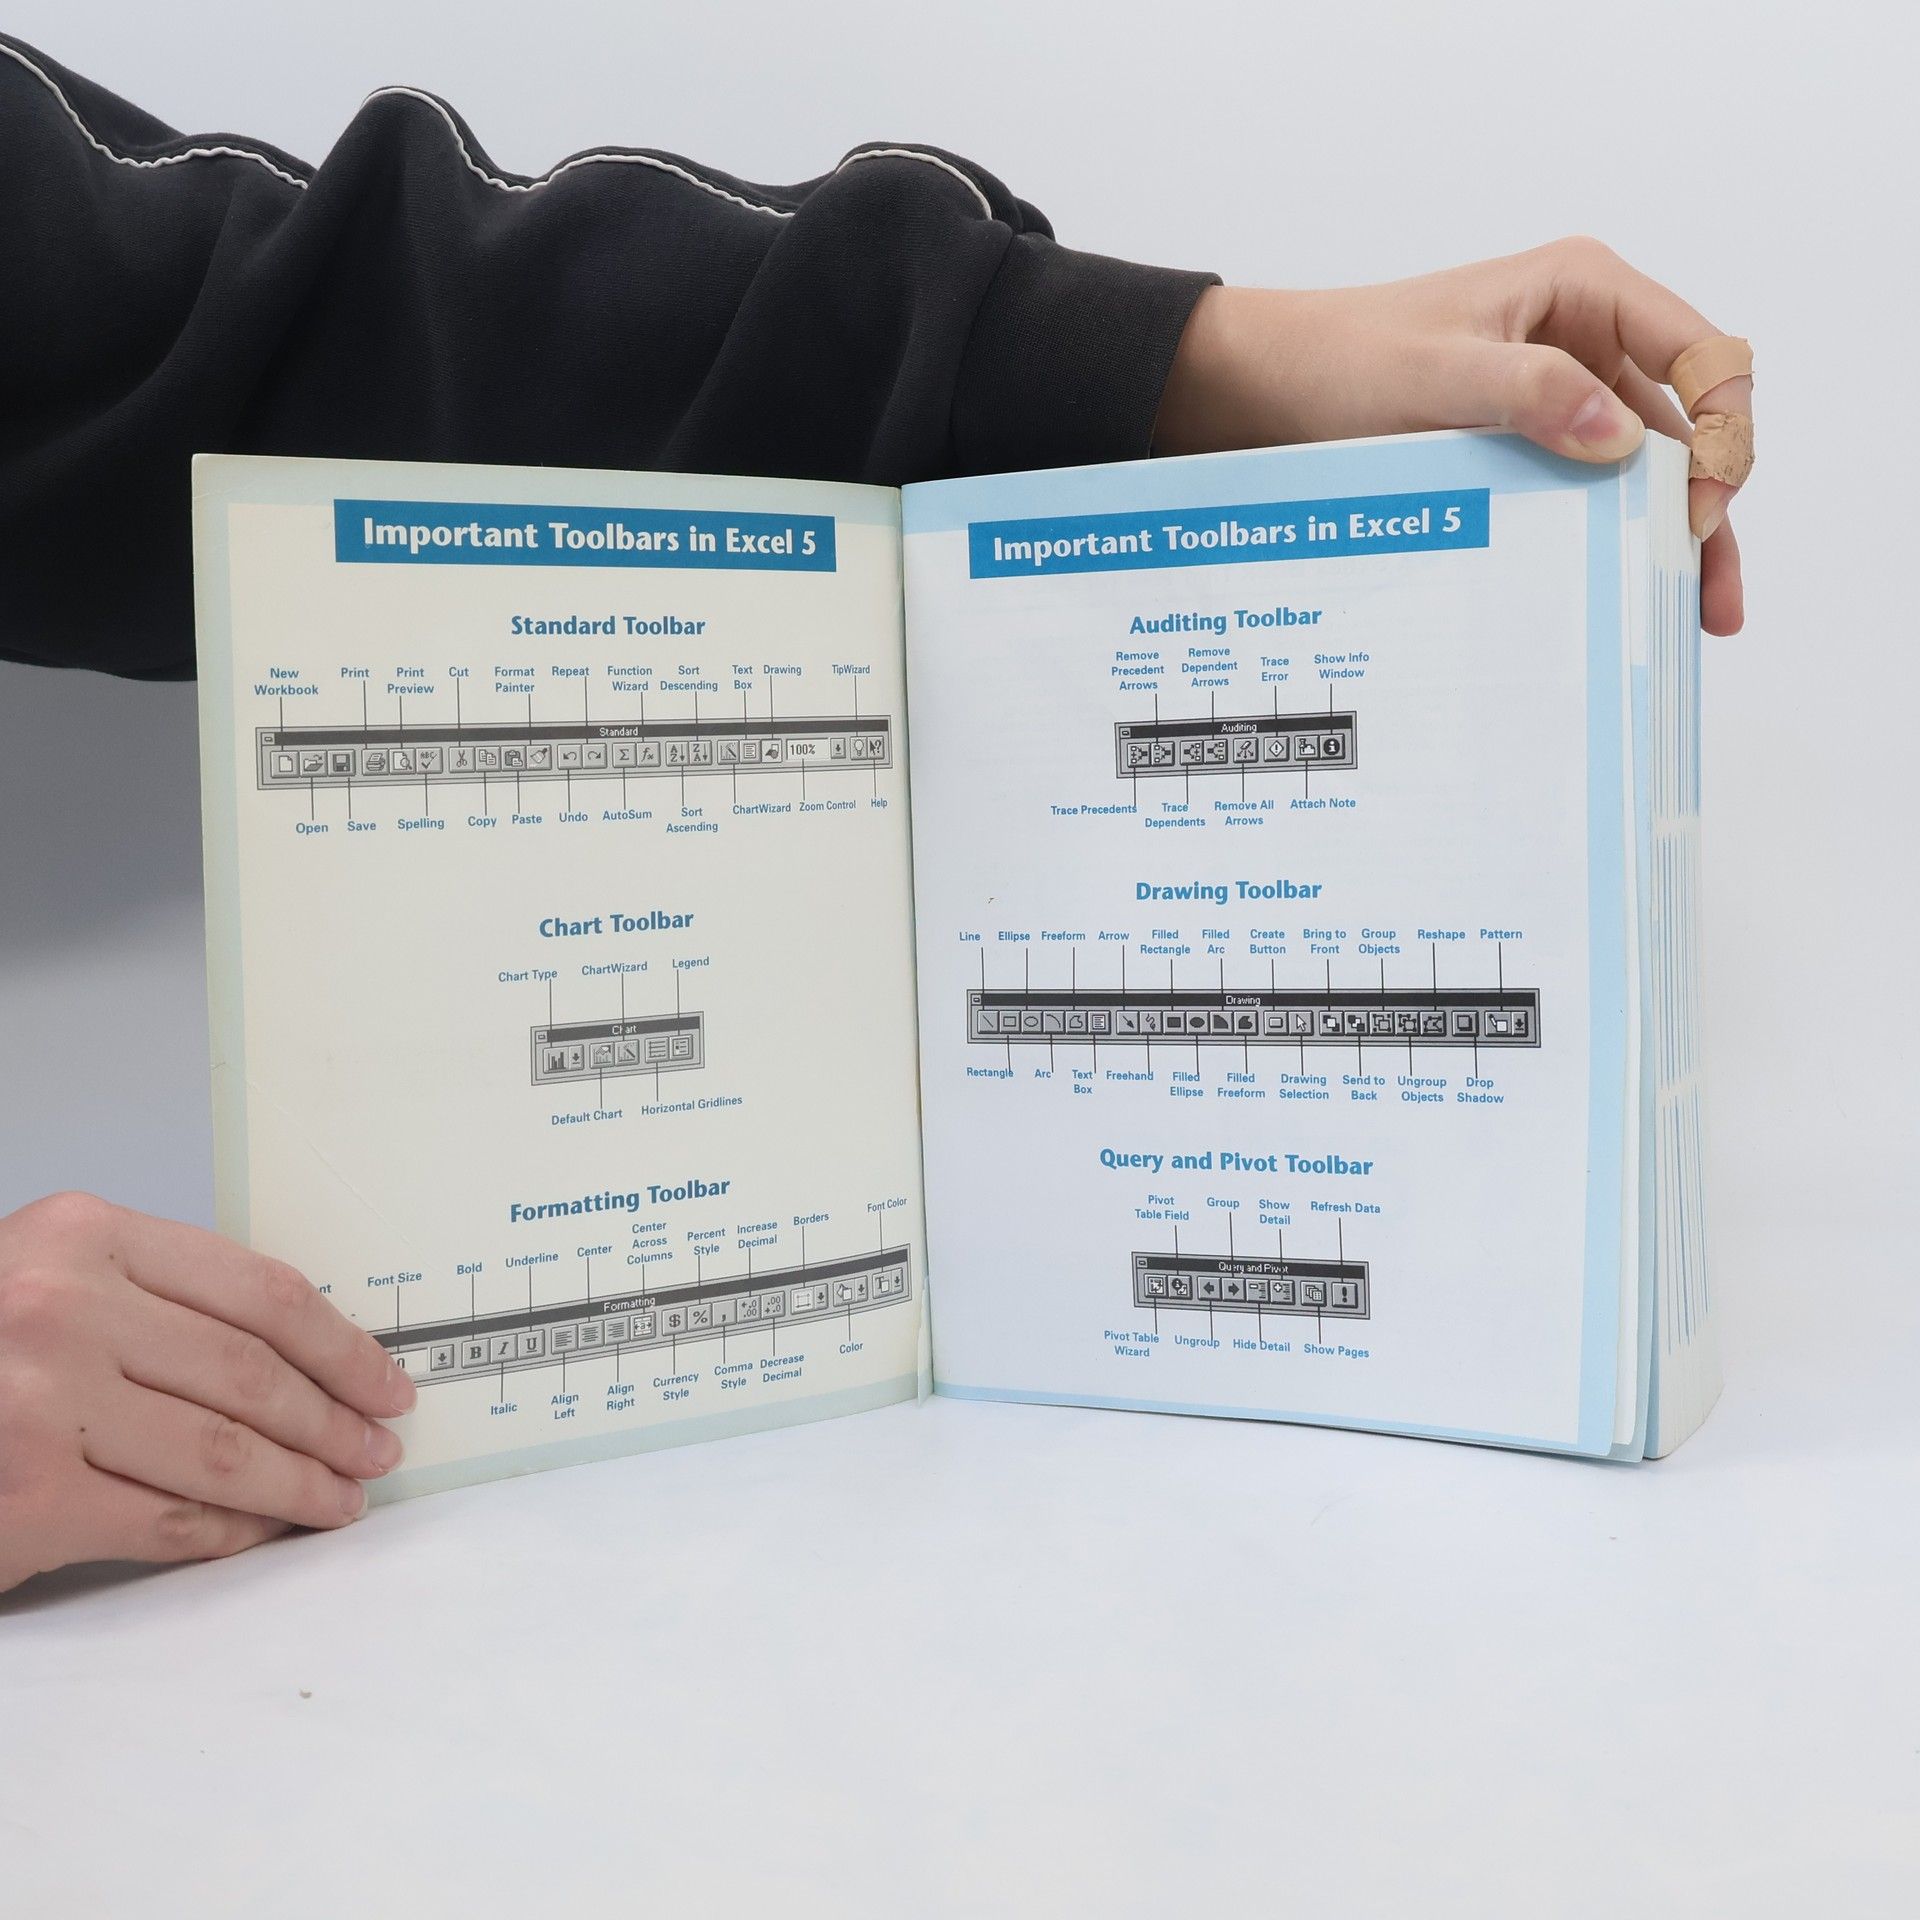 Important Toolbars in Excel 5
Standard Toolbar
New Workbook
Print
Print Preview
Cut
Format Painter
Repeat
Function Wizard
Sort Descending
Text Box
Drawing
TipWizard
Standard
ABC
Σ
fx
A Z
Z A
100%
?
Open
Save
Spelling
Copy
Paste
Undo
AutoSum
Sort Ascending
ChartWizard
Zoom Control
Help
Chart Toolbar
Chart Type
ChartWizard
Legend
Chart
Default Chart
Horizontal Gridlines
Formatting Toolbar
Font Size
Bold
Underline
Center
Center Across Columns
Percent Style
Increase Decimal
Borders
Font Color
Formatting
B I U
$ % ,
Italic
Align Left
Align Right
Currency Style
Comma Style
Decrease Decimal
Color
Important Toolbars in Excel 5
Auditing Toolbar
Remove Precedent Arrows
Remove Dependent Arrows
Trace Error
Show Info Window
Auditing
Trace Precedents
Trace Dependents
Remove All Arrows
Attach Note
Drawing Toolbar
Line
Ellipse
Freeform
Arrow
Filled Rectangle
Filled Arc
Create Button
Bring to Front
Group Objects
Reshape
Pattern
Drawing
Rectangle
Arc
Text Box
Freehand
Filled Ellipse
Filled Freeform
Drawing Selection
Send to Back
Ungroup Objects
Drop Shadow
Query and Pivot Toolbar
Pivot Table Field
Group
Show Detail
Refresh Data
Query and Pivot
Pivot Table Wizard
Ungroup
Hide Detail
Show Pages